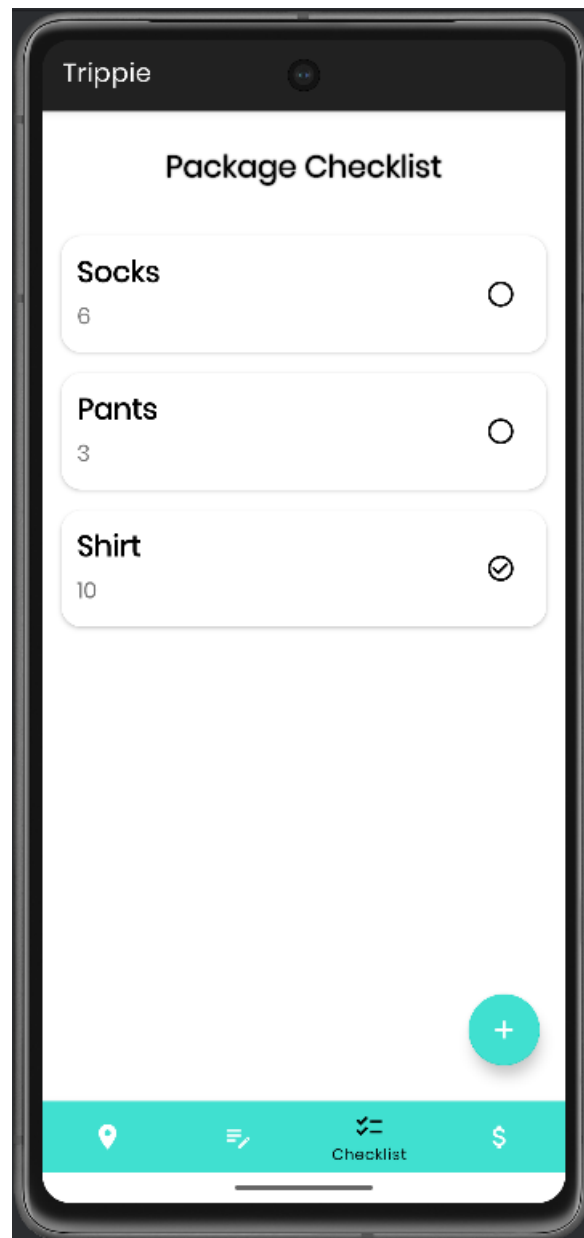 Trippie
Package Checklist
Socks
6
Pants
3
Shirt
10
+
Checklist
$